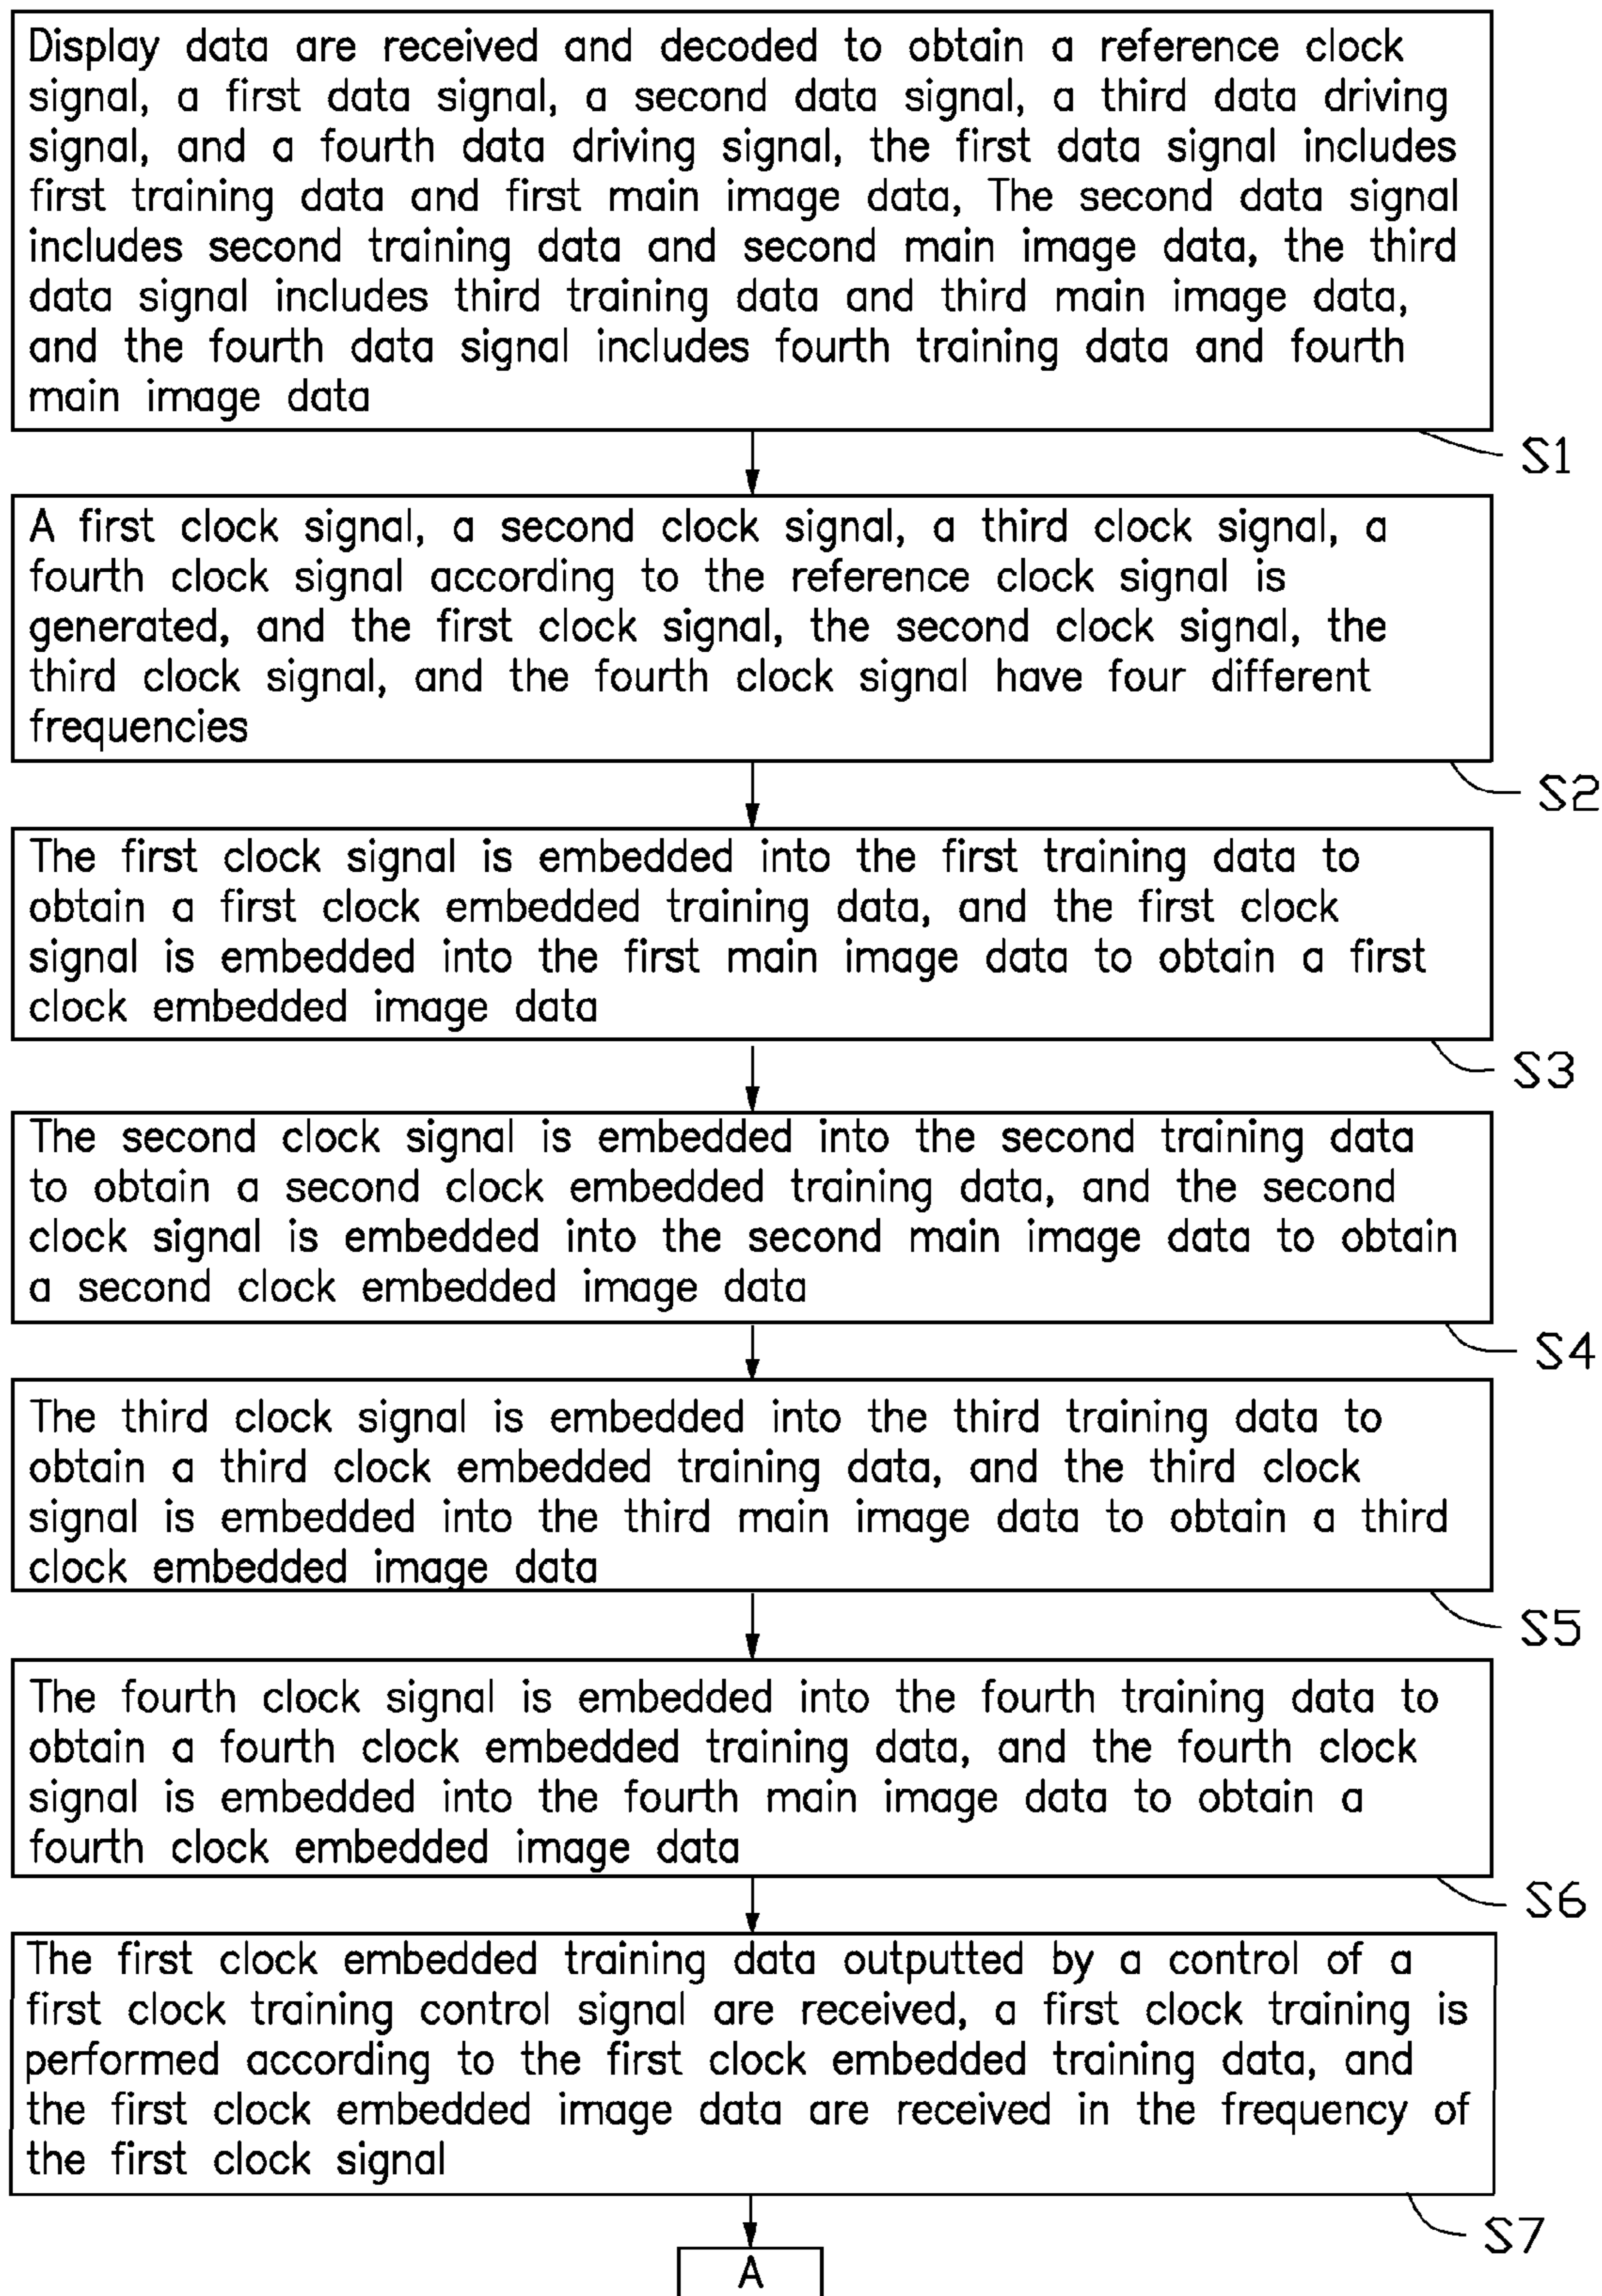 Display data are received and decoded to obtain a reference clock
signal, a first data signal, a second data signal, a third data driving
signal, and a fourth data driving signal, the first data signal includes
first training data and first main image data, The second data signal
includes second training data and second main image data, the third
data signal includes third training data and third main image data,
and the fourth data signal includes fourth training data and fourth
main image data
S1
A first clock signal, a second clock signal, a third clock signal, a
fourth clock signal according to the reference clock signal is
generated, and the first clock signal, the second clock signal, the
third clock signal, and the fourth clock signal have four different
frequencies
S2
The first clock signal is embedded into the first training data to
obtain a first clock embedded training data, and the first clock
signal is embedded into the first main image data to obtain a first
clock embedded image data
S3
The second clock signal is embedded into the second training data
to obtain a second clock embedded training data, and the second
clock signal is embedded into the second main image data to obtain
a second clock embedded image data
S4
The third clock signal is embedded into the third training data to
obtain a third clock embedded training data, and the third clock
signal is embedded into the third main image data to obtain a third
clock embedded image data
S5
The fourth clock signal is embedded into the fourth training data to
obtain a fourth clock embedded training data, and the fourth clock
signal is embedded into the fourth main image data to obtain a
fourth clock embedded image data
S6
The first clock embedded training data outputted by a control of a
first clock training control signal are received, a first clock training is
performed according to the first clock embedded training data, and
the first clock embedded image data are received in the frequency of
the first clock signal
S7
A